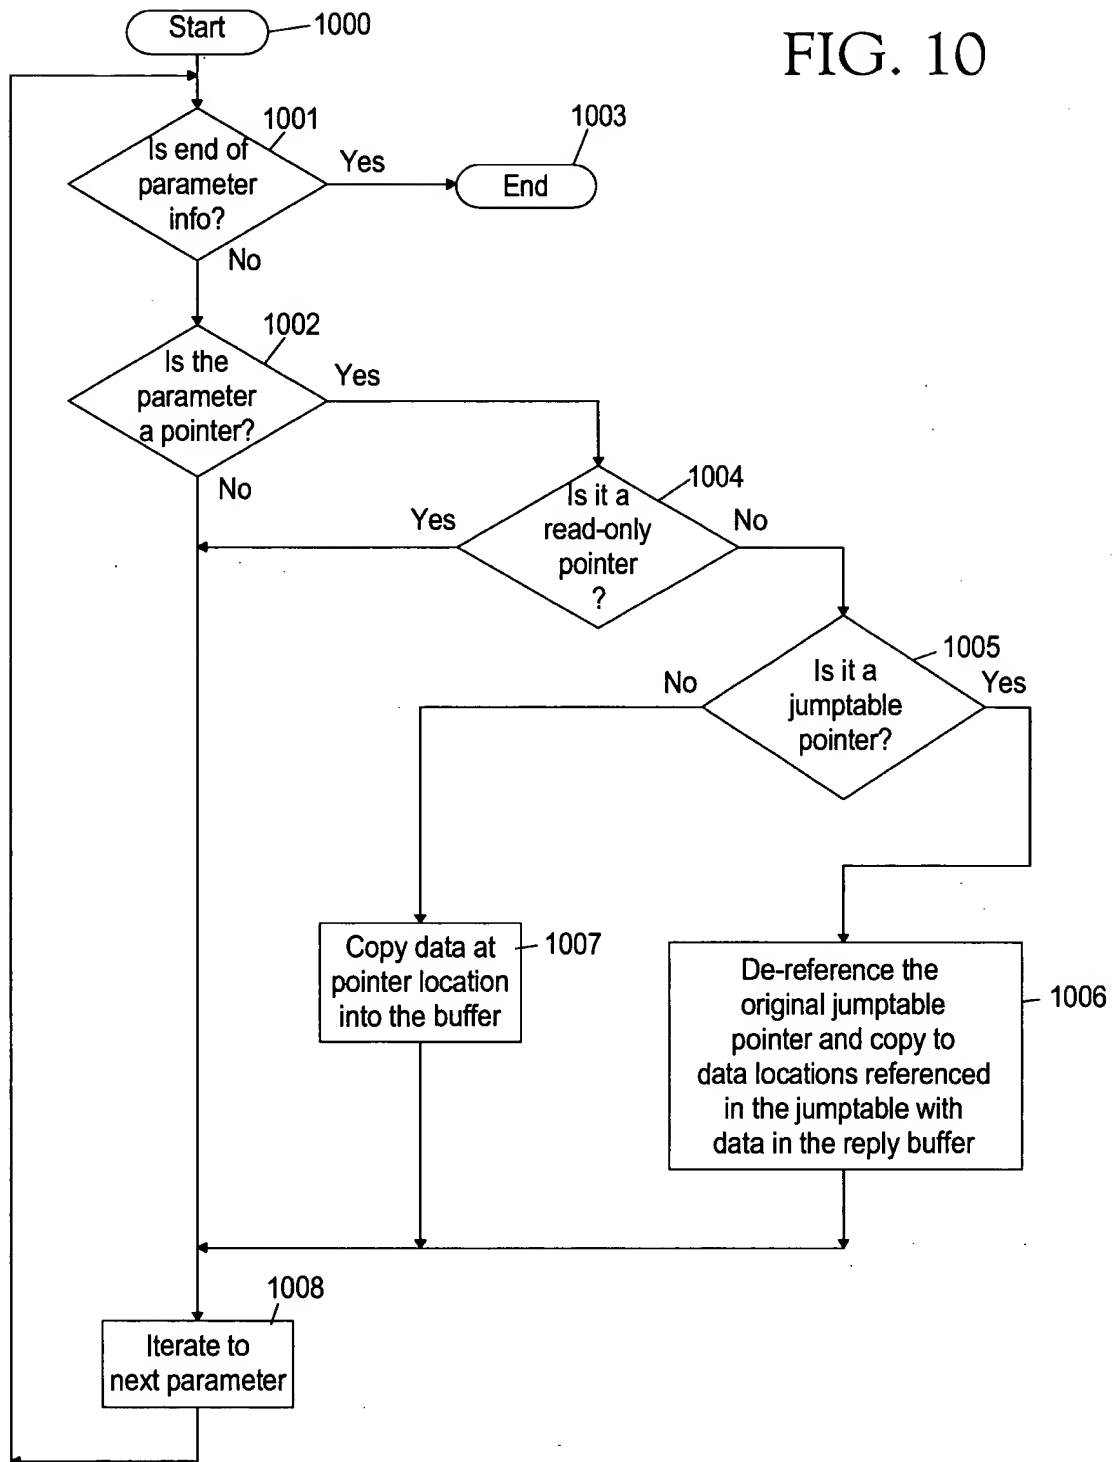 Start
1000
FIG. 10
1001
1003
Is end of
parameter
info?
Yes
End
No
1002
Is the
parameter
a pointer?
Yes
No
1004
Is it a
read-only
pointer
?
Yes
No
1005
Is it a
jumptable
pointer?
No
Yes
Copy data at
pointer location
into the buffer
1007
De-reference the
original jumptable
pointer and copy to
data locations referenced
in the jumptable with
data in the reply buffer
1006
1008
Iterate to
next parameter